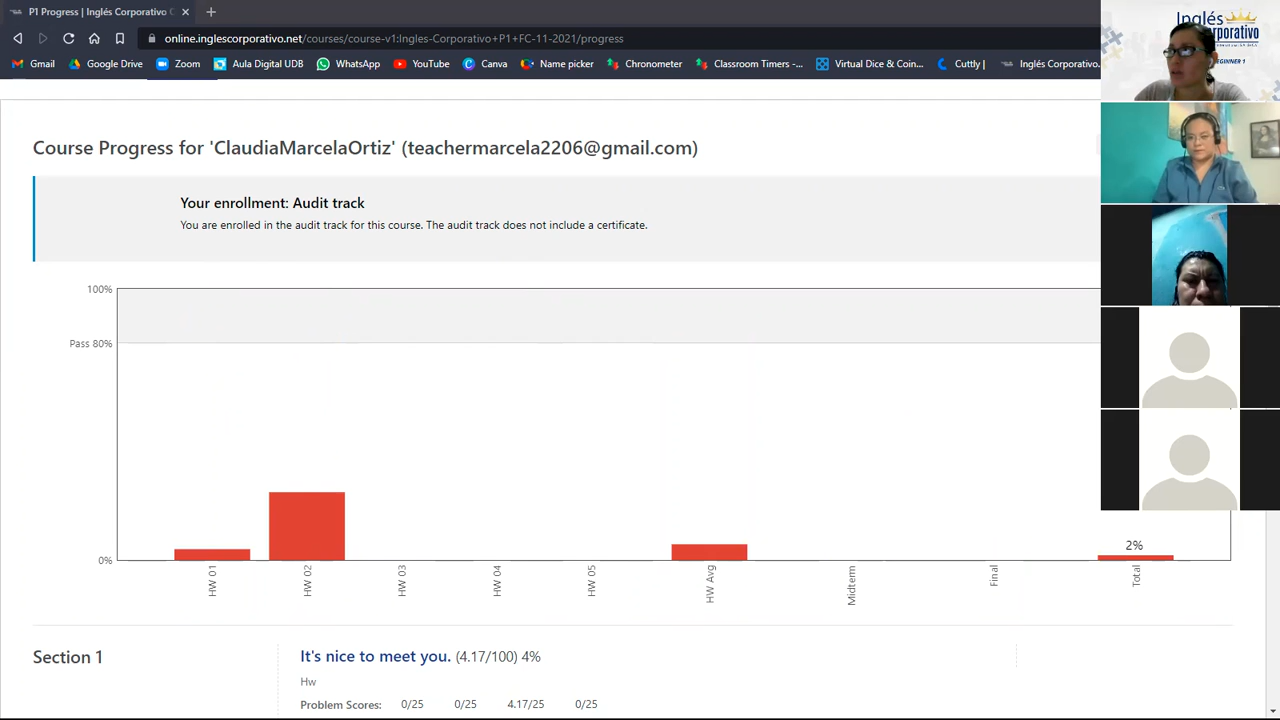 P1 Progress | Inglés Corporativo C
online.inglescorporativo.net/courses/course-v1:Ingles-Corporativo+P1+FC-11+2021/progress
Gmail Google Drive Zoom Aula Digital UDB WhatsApp YouTube Canva Name picker Chronometer Classroom Timers - ... Virtual Dice & Coin... Cuttly | Inglés Corporativo.
Inglés
BEGINNER 1
Course Progress for 'ClaudiaMarcelaOrtiz' (teachermarcela2206@gmail.com)
Your enrollment: Audit track
You are enrolled in the audit track for this course. The audit track does not include a certificate.
100%
Pass 80%
0%
2%
HW 01
HW 02
HW 03
HW 04
HW 05
HW Avg
Midterm
Final
Total
Section 1
It's nice to meet you. (4.17/100) 4%
Hw
Problem Scores: 0/25 0/25 4.17/25 0/25